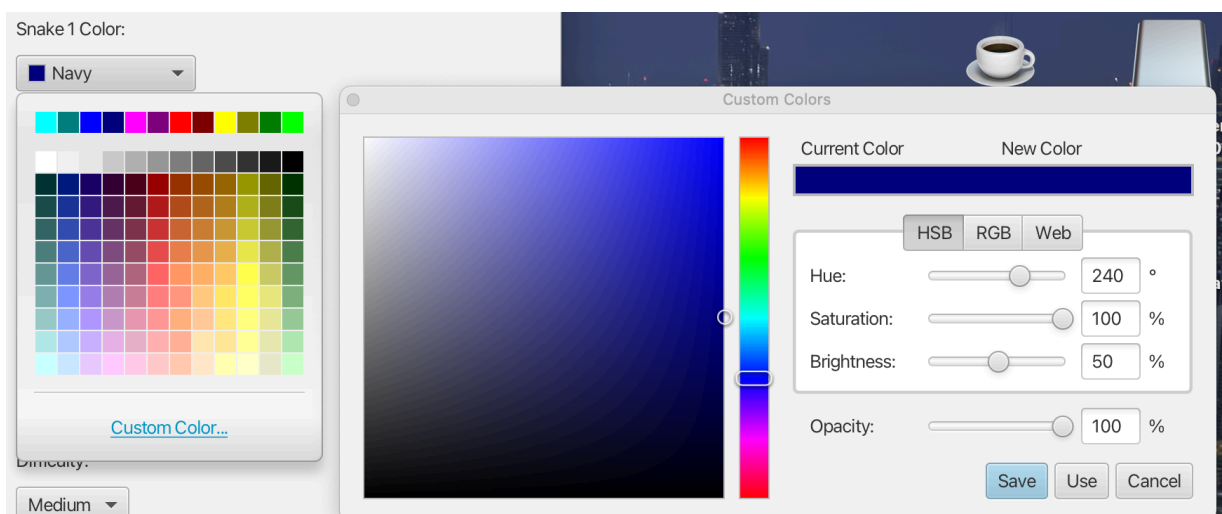 Snake 1 Color:
Navy
Custom Color...
Difficulty:
Medium
Custom Colors
Current Color New Color
HSB RGB Web
Hue: 240 °
Saturation: 100 %
Brightness: 50 %
Opacity: 100 %
Save Use Cancel